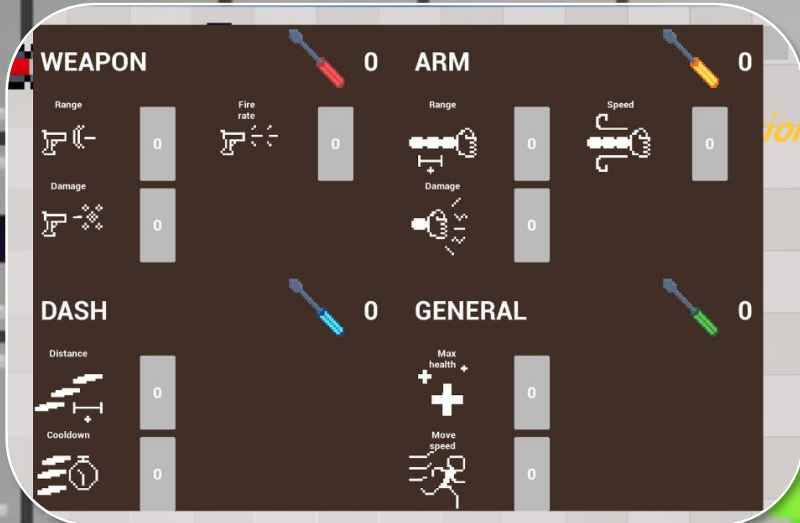 WEAPON 0
ARM 0
Range
0
Fire
rate
0
Range
0
Speed
0
Damage
0
Damage
0
DASH 0
GENERAL 0
Distance
0
Max
health
0
Cooldown
0
Move
speed
0